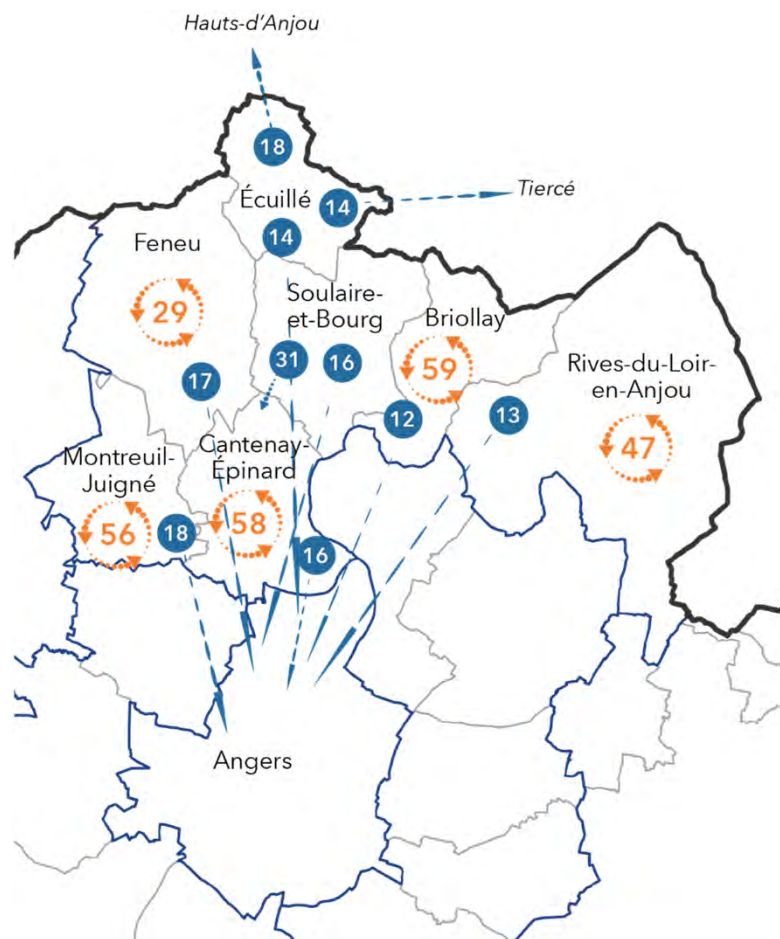 Hauts-d'Anjou
18
Tiercé
Écuillé
14
14
Feneu
29
Soulaire-
et-Bourg
Briollay
31
16
59
Rives-du-Loir-
en-Anjou
17
12
13
47
Montreuil-
Juigné
Cantenay-
Épinard
56
18
58
16
Angers